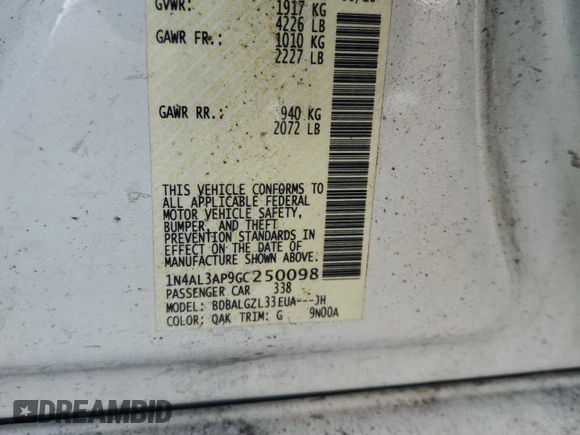 GVWR: 1917 KG
4226 LB
GAWR FR.: 1010 KG
2227 LB
GAWR RR.: 940 KG
2072 LB
THIS VEHICLE CONFORMS TO
ALL APPLICABLE FEDERAL
MOTOR VEHICLE SAFETY,
BUMPER, AND THEFT
PREVENTION STANDARDS IN
EFFECT ON THE DATE OF
MANUFACTURE SHOWN ABOVE.
1N4AL3AP9GC250098
PASSENGER CAR 338
MODEL: BDBALGZL33EUA---JH
COLOR: QAK TRIM: G 9N00A
DREAMBID